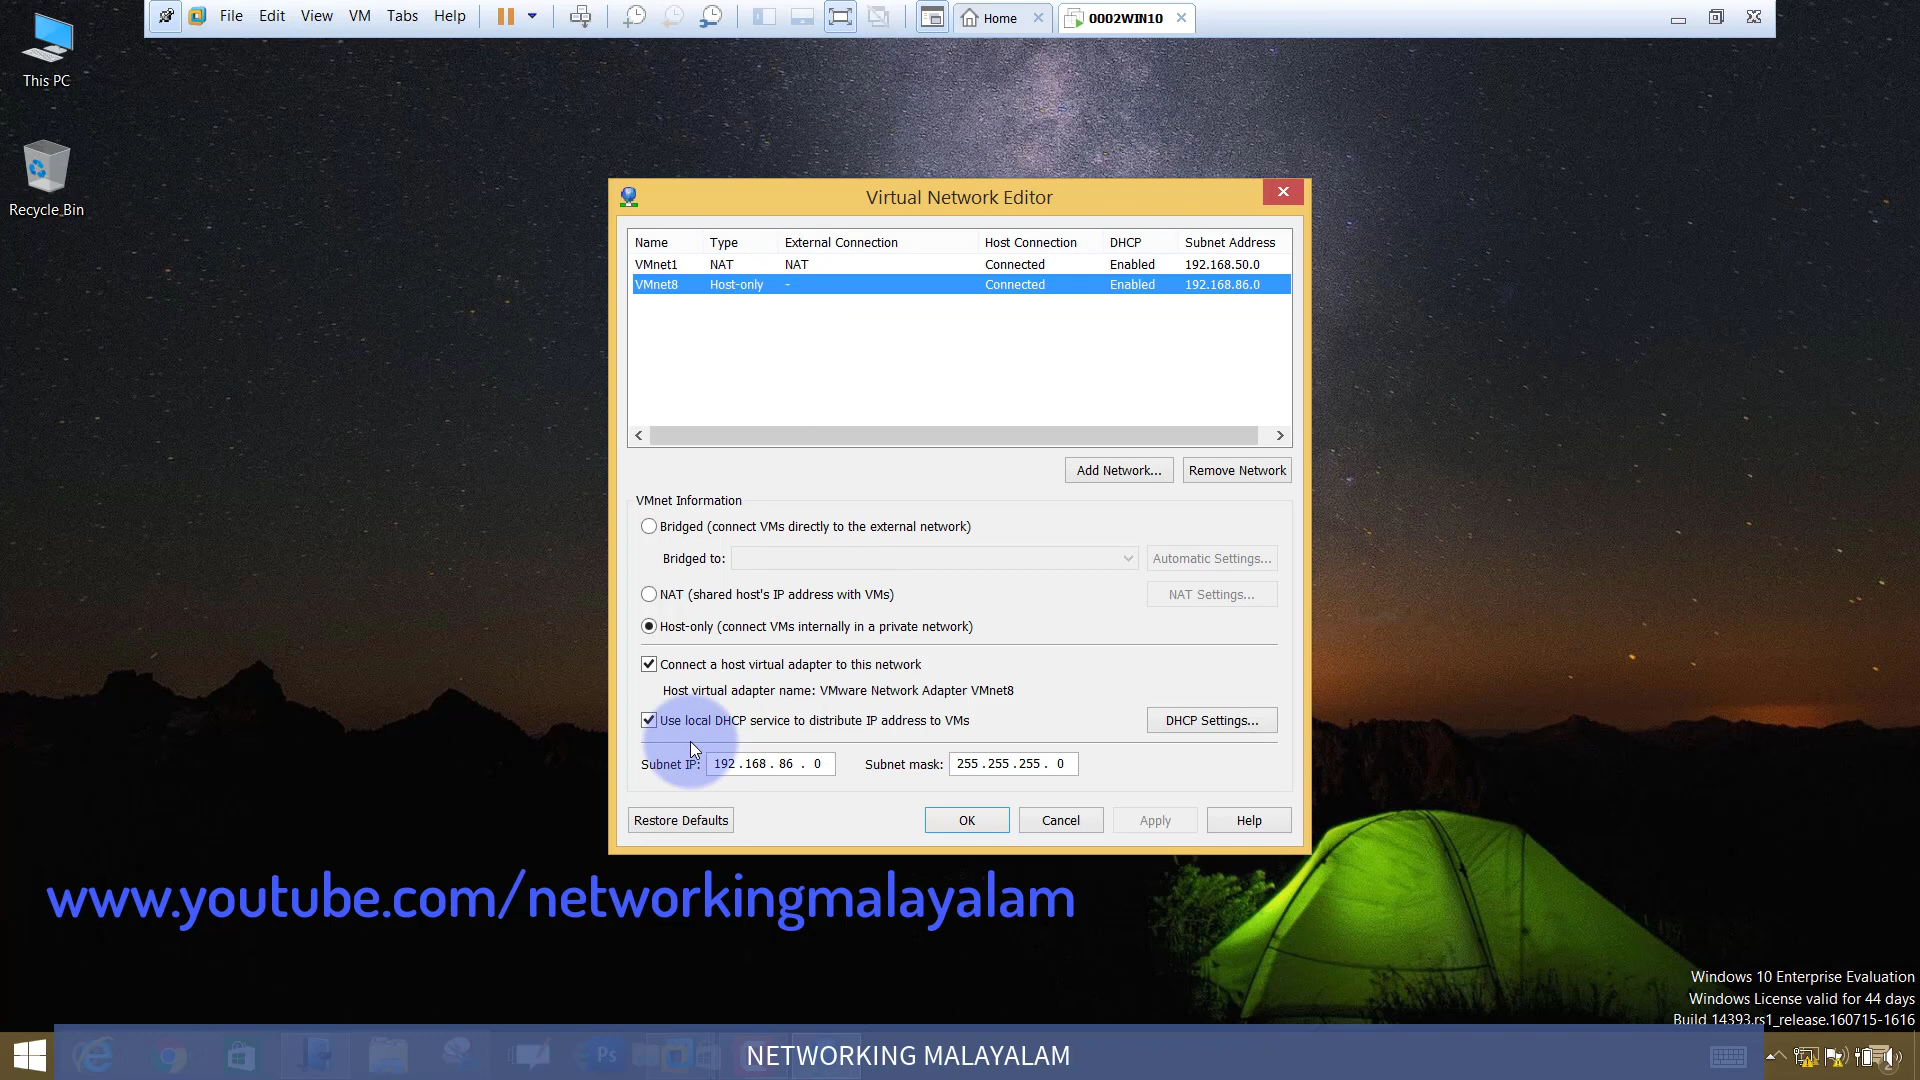 File Edit View VM Tabs Help
Home
0002WIN10
This PC
Recycle Bin
Virtual Network Editor
Name Type External Connection Host Connection DHCP Subnet Address
VMnet1 NAT NAT Connected Enabled 192.168.50.0
VMnet8 Host-only - Connected Enabled 192.168.86.0
Add Network... Remove Network
VMnet Information
Bridged (connect VMs directly to the external network)
Bridged to: Automatic Settings...
NAT (shared host's IP address with VMs) NAT Settings...
Host-only (connect VMs internally in a private network)
Connect a host virtual adapter to this network
Host virtual adapter name: VMware Network Adapter VMnet8
Use local DHCP service to distribute IP address to VMs DHCP Settings...
Subnet IP: 192 . 168 . 86 . 0 Subnet mask: 255 . 255 . 255 . 0
Restore Defaults OK Cancel Apply Help
www.youtube.com/networkingmalayalam
Windows 10 Enterprise Evaluation
Windows License valid for 44 days
Build 14393.rs1_release.160715-1616
Ps
NETWORKING MALAYALAM